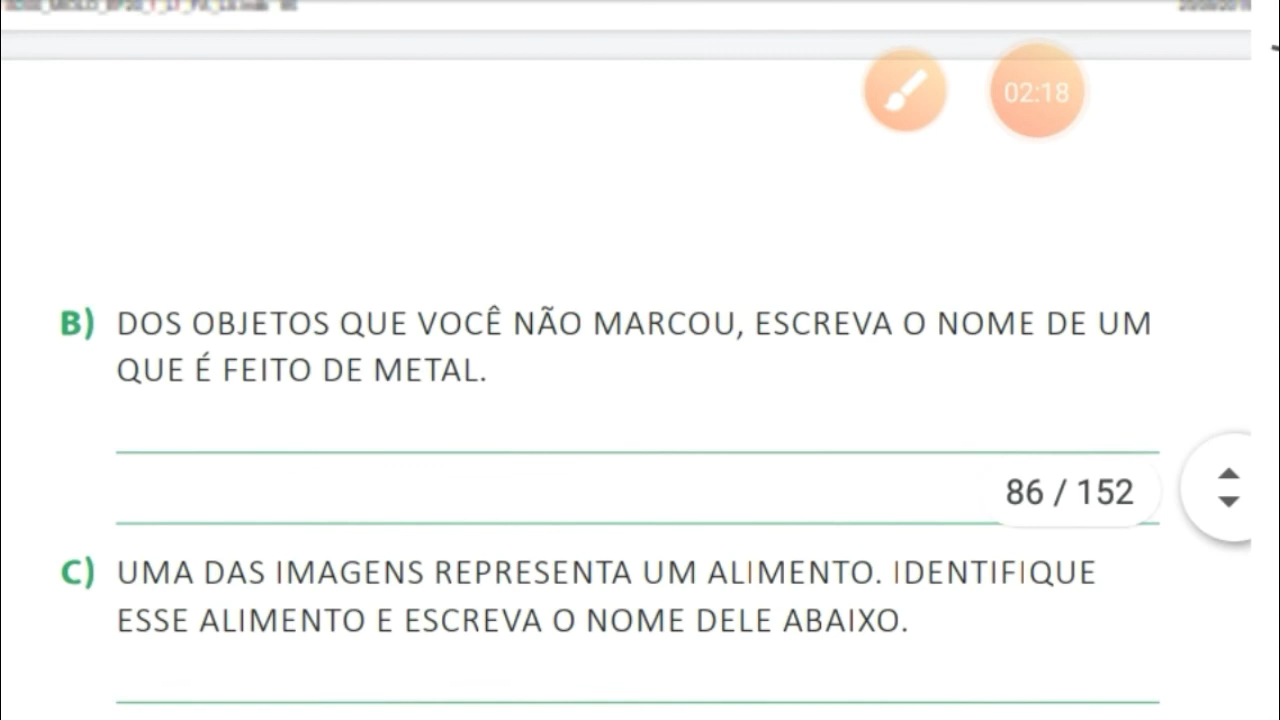 02:18
B) DOS OBJETOS QUE VOCÊ NÃO MARCOU, ESCREVA O NOME DE UM
QUE É FEITO DE METAL.
86 / 152
C) UMA DAS IMAGENS REPRESENTA UM ALIMENTO. IDENTIFIQUE
ESSE ALIMENTO E ESCREVA O NOME DELE ABAIXO.